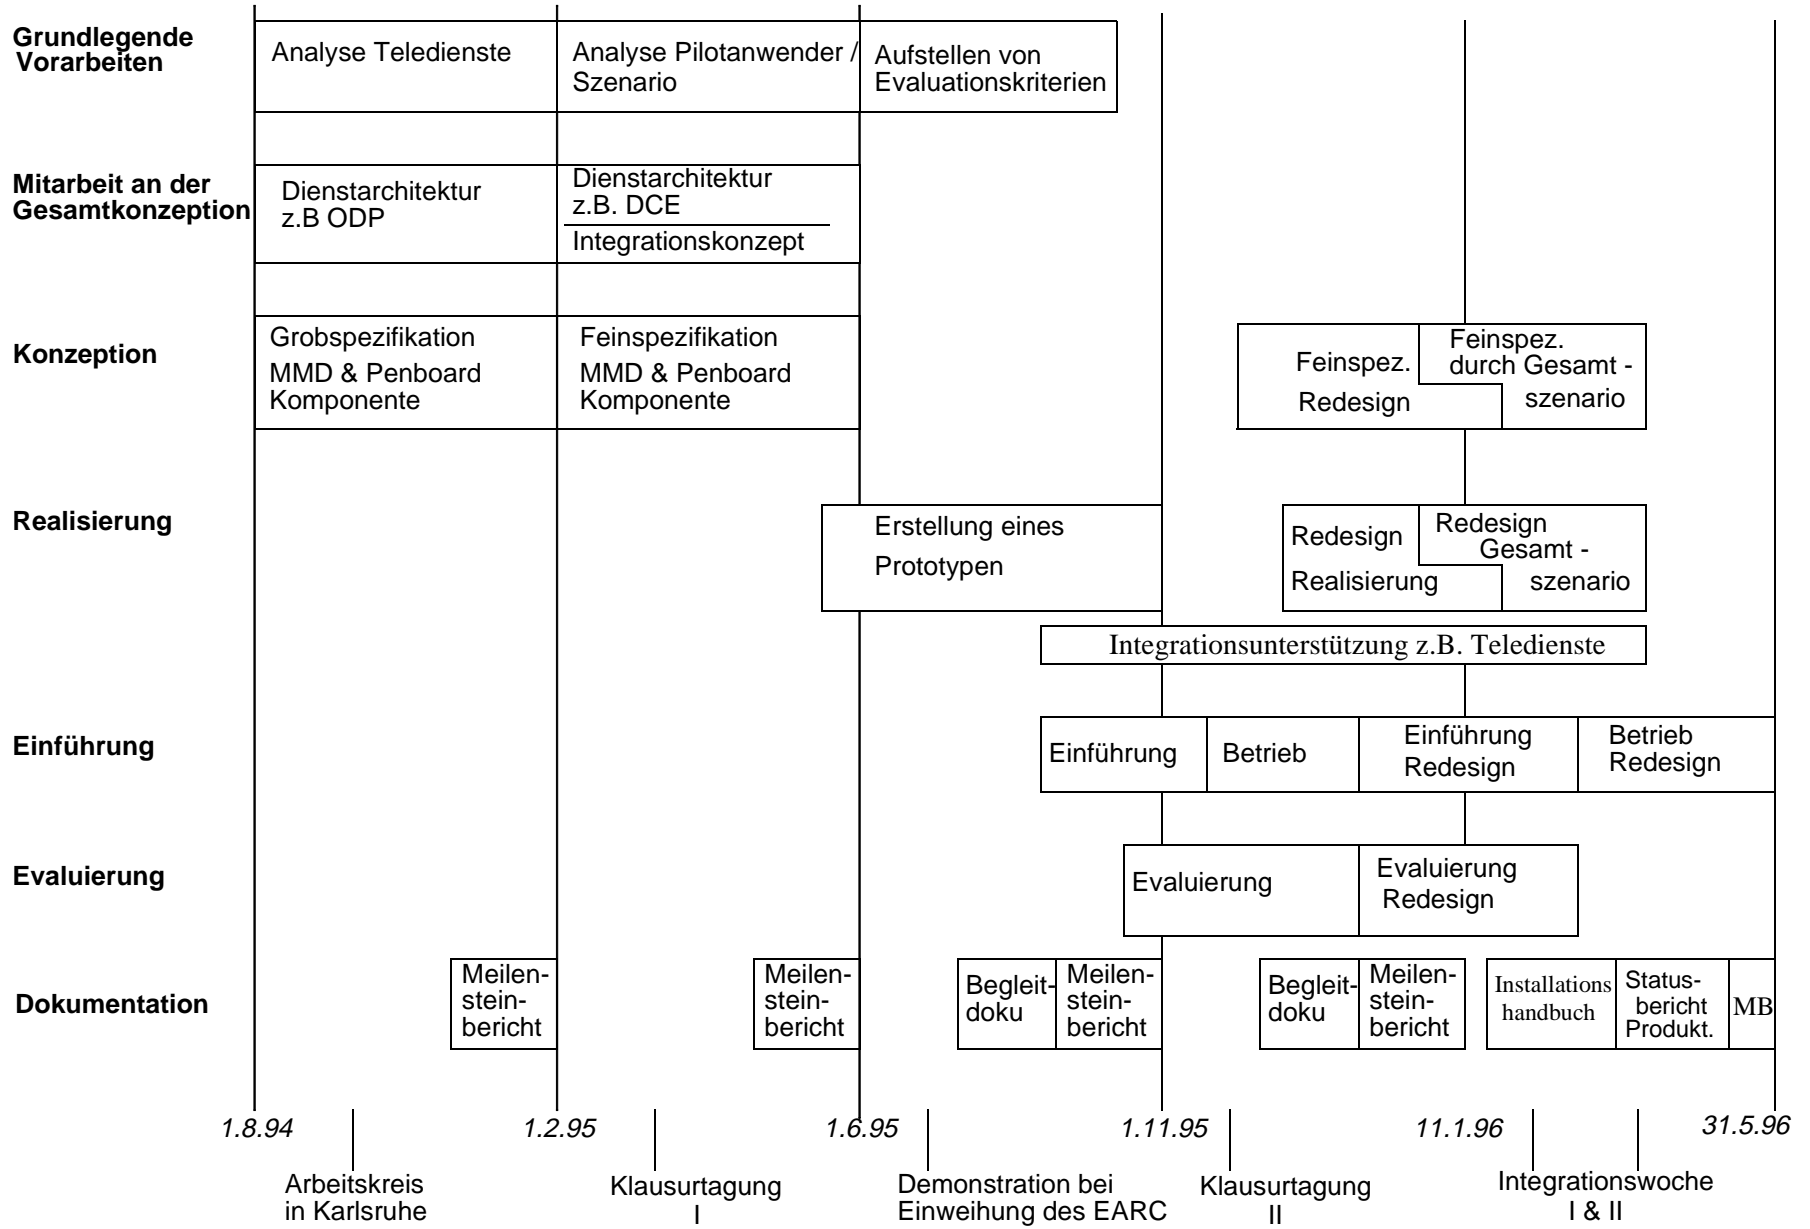 Grundlegende
Vorarbeiten
Analyse Teledienste
Analyse Pilotanwender /
Szenario
Aufstellen von
Evaluationskriterien
Mitarbeit an der
Gesamtkonzeption
Dienstarchitektur
z.B ODP
Dienstarchitektur
z.B. DCE
Integrationskonzept
Konzeption
Grobspezifikation
MMD & Penboard
Komponente
Feinspezifikation
MMD & Penboard
Komponente
Feinspez.
Redesign
Feinspez.
durch Gesamt -
szenario
Realisierung
Erstellung eines
Prototypen
Redesign
Realisierung
Redesign
Gesamt -
szenario
Integrationsunterstützung z.B. Teledienste
Einführung
Einführung
Betrieb
Einführung
Redesign
Betrieb
Redesign
Evaluierung
Evaluierung
Evaluierung
Redesign
Dokumentation
Meilen-
stein-
bericht
Meilen-
stein-
bericht
Begleit-
doku
Meilen-
stein-
bericht
Begleit-
doku
Meilen-
stein-
bericht
Installations
handbuch
Status-
bericht
Produkt.
MB
1.8.94
1.2.95
1.6.95
1.11.95
11.1.96
31.5.96
Arbeitskreis
in Karlsruhe
Klausurtagung
I
Demonstration bei
Einweihung des EARC
Klausurtagung
II
Integrationswoche
I & II